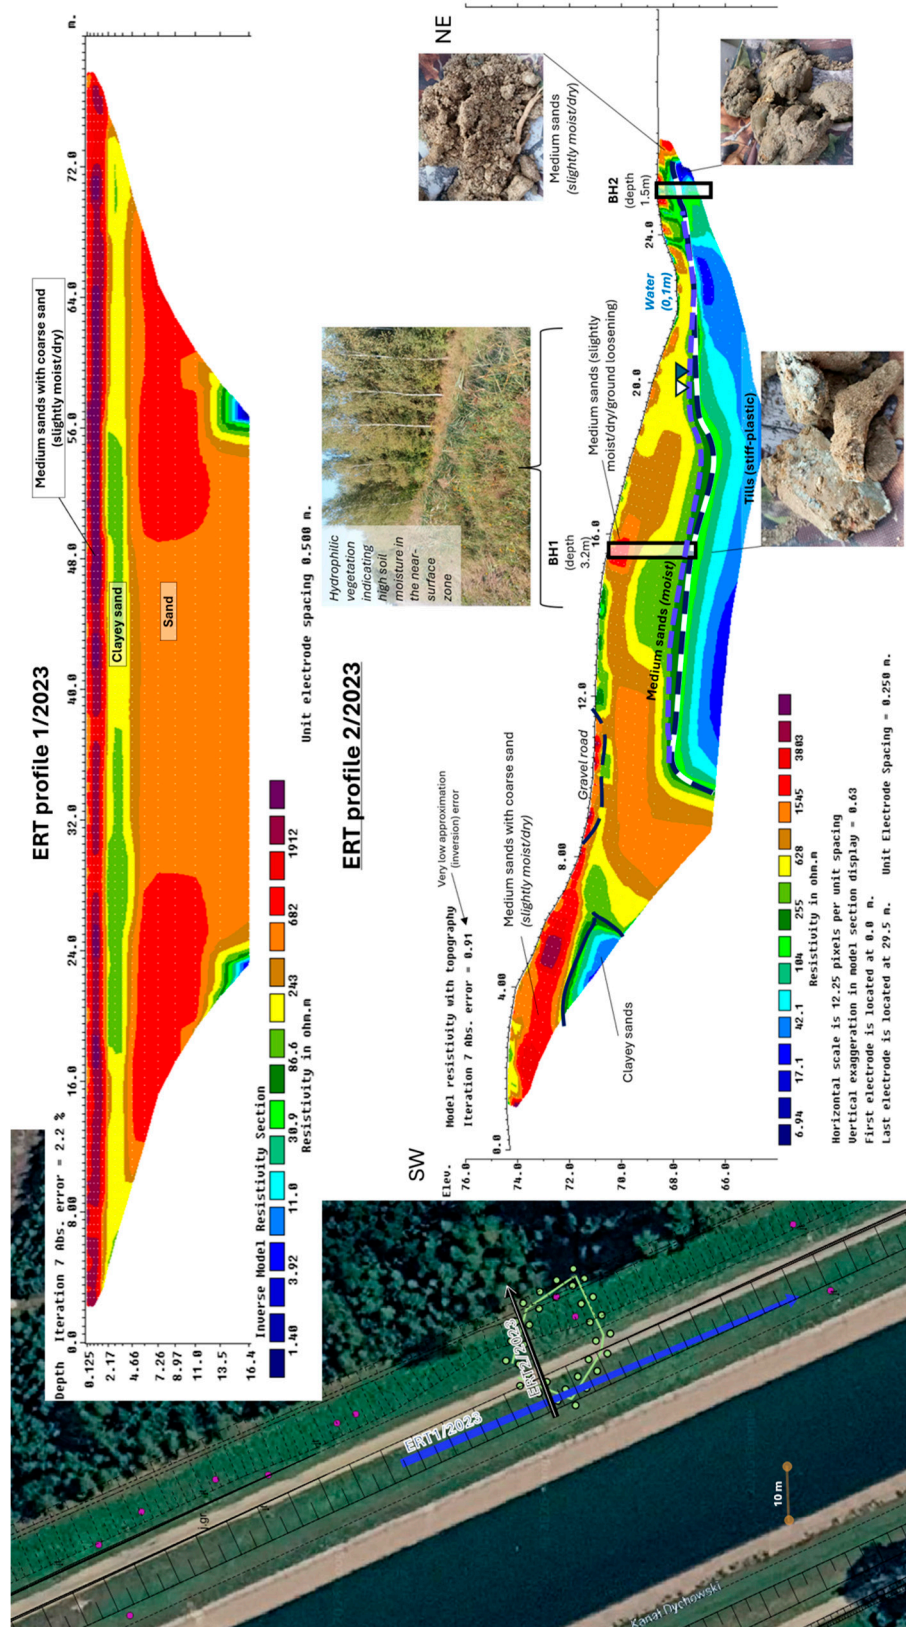 ERT profile 1/2023
Depth Iteration 7 Abs. error = 2.2 %
0.0 8.00 16.0 24.0 32.0 40.0 48.0 56.0 64.0 72.0 m.
0.125
2.17
4.66
7.26
8.97
11.0
13.5
16.4
Medium sands with coarse sand
(slightly moist/dry)
Clayey sand
Sand
Inverse Model Resistivity Section
1.40 3.92 11.0 30.9 86.6 243 682 1912
Resistivity in ohm.m
Unit electrode spacing 0.500 m.
ERT profile 2/2023
Very low approximation
(inversion) error
SW
NE
Elev.
Model resistivity with topography
Iteration 7 Abs. error = 0.91
76.0
74.0
72.0
70.0
68.0
66.0
0.0 4.00 8.00 12.0 16.0 20.0 24.0
Medium sands with coarse sand
(slightly moist/dry)
Gravel road
Clayey sands
Hydrophilic
vegetation
indicating
high soil
moisture in
the near-
surface
zone
BH1
(depth
3.2m)
Medium sands (slightly
moist/dry/ground loosening)
Water
(0,1m)
BH2
(depth
1.5m)
Medium sands
(slightly moist/dry)
Medium sands (moist)
Tills (stiff-plastic)
6.94 17.1 42.1 104 255 628 1545 3803
Resistivity in ohm.m
Horizontal scale is 12.25 pixels per unit spacing
Vertical exaggeration in model section display = 0.63
First electrode is located at 0.0 m.
Last electrode is located at 29.5 m. Unit Electrode Spacing = 0.250 m.
ERT1/2023
ERT2/2023
10 m
Kanał Dychowski